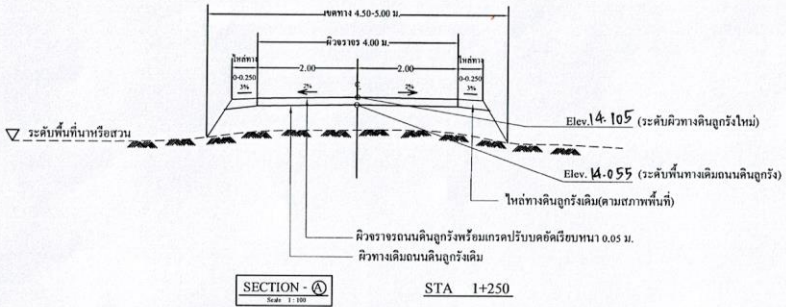 เขตทาง 4.50-5.00 ม.
ผิวจราจร 4.00 ม.
ไหล่ทาง
2.00
2.00
ไหล่ทาง
0-0.250
3%
2%
2%
0-0.250
3%
Elev. 14.105 (ระดับผิวทางดินลูกรังใหม่)
ระดับพื้นที่นาหรือสวน
Elev. 14.055 (ระดับพื้นทางเดิมถนนดินลูกรัง)
ไหล่ทางดินลูกรังเดิม(ตามสภาพพื้นที่)
ผิวจราจรถนนดินลูกรังพร้อมเกรดปรับบดอัดเรียบหนา 0.05 ม.
ผิวทางเดิมถนนดินลูกรังเดิม
SECTION - A
STA 1+250
Scale 1:100